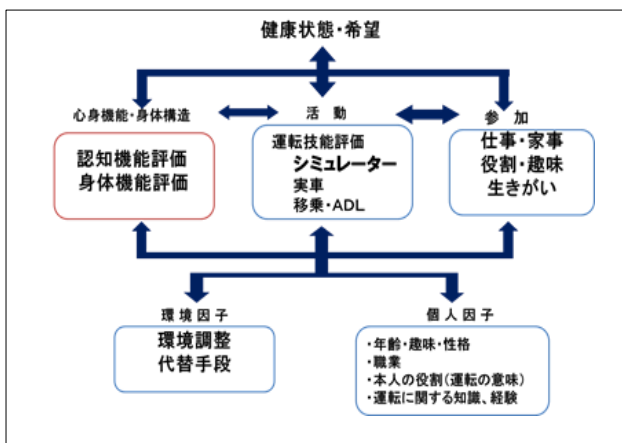 健康状態・希望
心身機能・身体構造
認知機能評価
身体機能評価
活動
運転技能評価
シミュレーター
実車
移乗・ADL
参加
仕事・家事
役割・趣味
生きがい
環境因子
環境調整
代替手段
個人因子
・年齢・趣味・性格
・職業
・本人の役割(運転の意味)
・運転に関する知識、経験